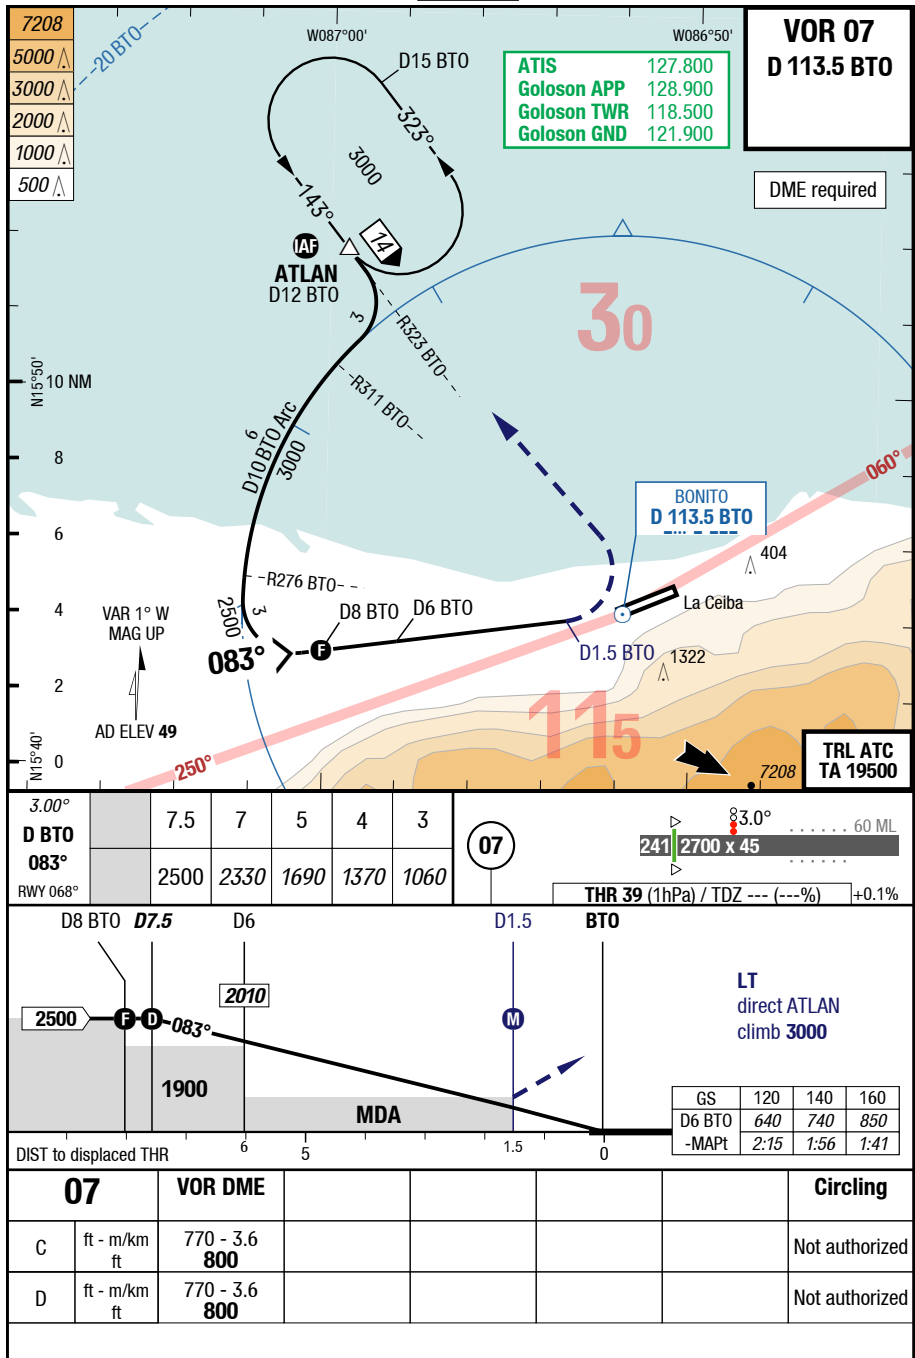 7208
5000
3000
2000
1000
500
20 BTO
W087°00'
W086°50'
D15 BTO
ATIS 127.800
Goloson APP 128.900
Goloson TWR 118.500
Goloson GND 121.900
VOR 07
D 113.5 BTO
DME required
323°
3000
143°
14
IAF
ATLAN
D12 BTO
3
R323 BTO
30
N15°50'
10 NM
R311 BTO
6
D10 BTO Arc
3000
8
060°
BONITO
D 113.5 BTO
6
404
R276 BTO
4
2500
3
D8 BTO
D6 BTO
La Ceiba
VAR 1° W
MAG UP
083°
F
D1.5 BTO
1322
2
115
AD ELEV 49
N15°40'
0
250°
7208
TRL ATC
TA 19500
3.00°
D BTO
083°
RWY 068°
7.5 7 5 4 3
2500 2330 1690 1370 1060
07
3.0°
60 ML
241 2700 x 45
THR 39 (1hPa) / TDZ --- (---%)
+0.1%
D8 BTO D7.5 D6 D1.5 BTO
2010
2500
F
D
083°
M
LT
direct ATLAN
climb 3000
1900
MDA
GS 120 140 160
D6 BTO 640 740 850
-MAPt 2:15 1:56 1:41
DIST to displaced THR
6 5 1.5 0
07 VOR DME Circling
C ft - m/km 770 - 3.6 Not authorized
ft 800
D ft - m/km 770 - 3.6 Not authorized
ft 800